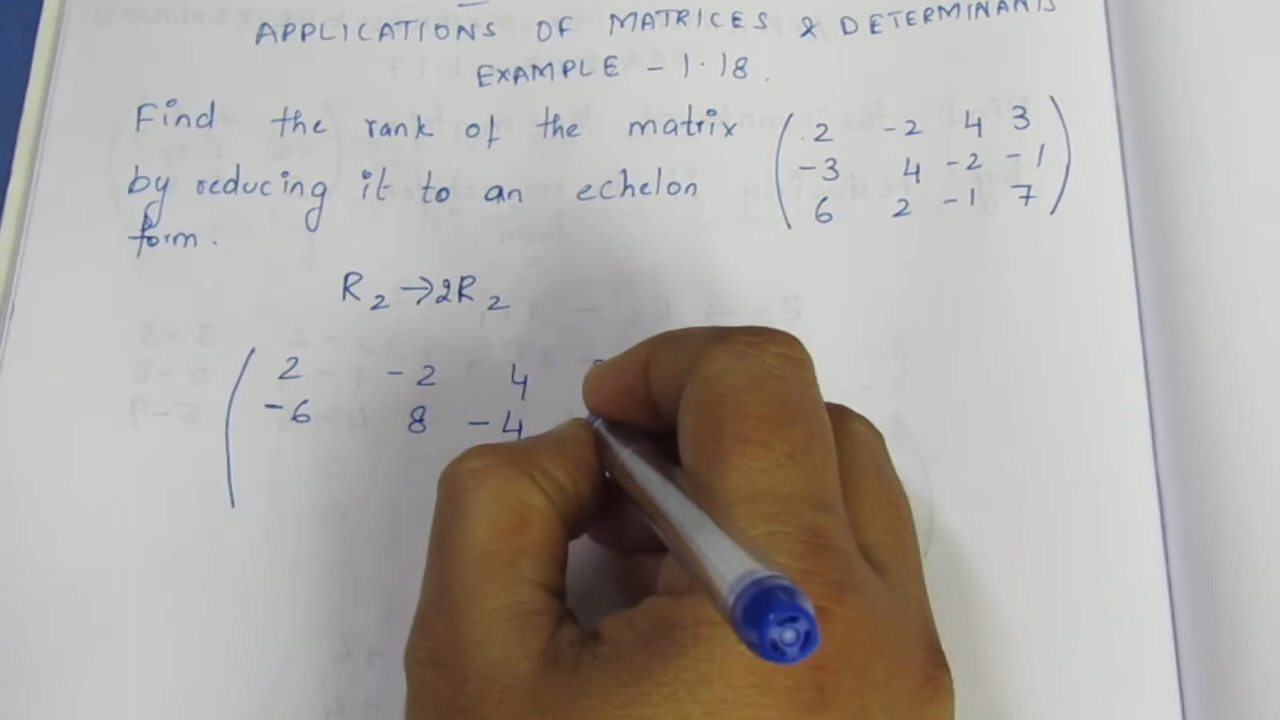 APPLICATIONS OF MATRICES & DETERMINANTS
EXAMPLE - 1.18.
Find the rank of the matrix
by reducing it to an echelon
form.
2 -2 4 3
-3 4 -2 -1
6 2 -1 7
R2 → 2R2
2 -2 4
-6 8 -4